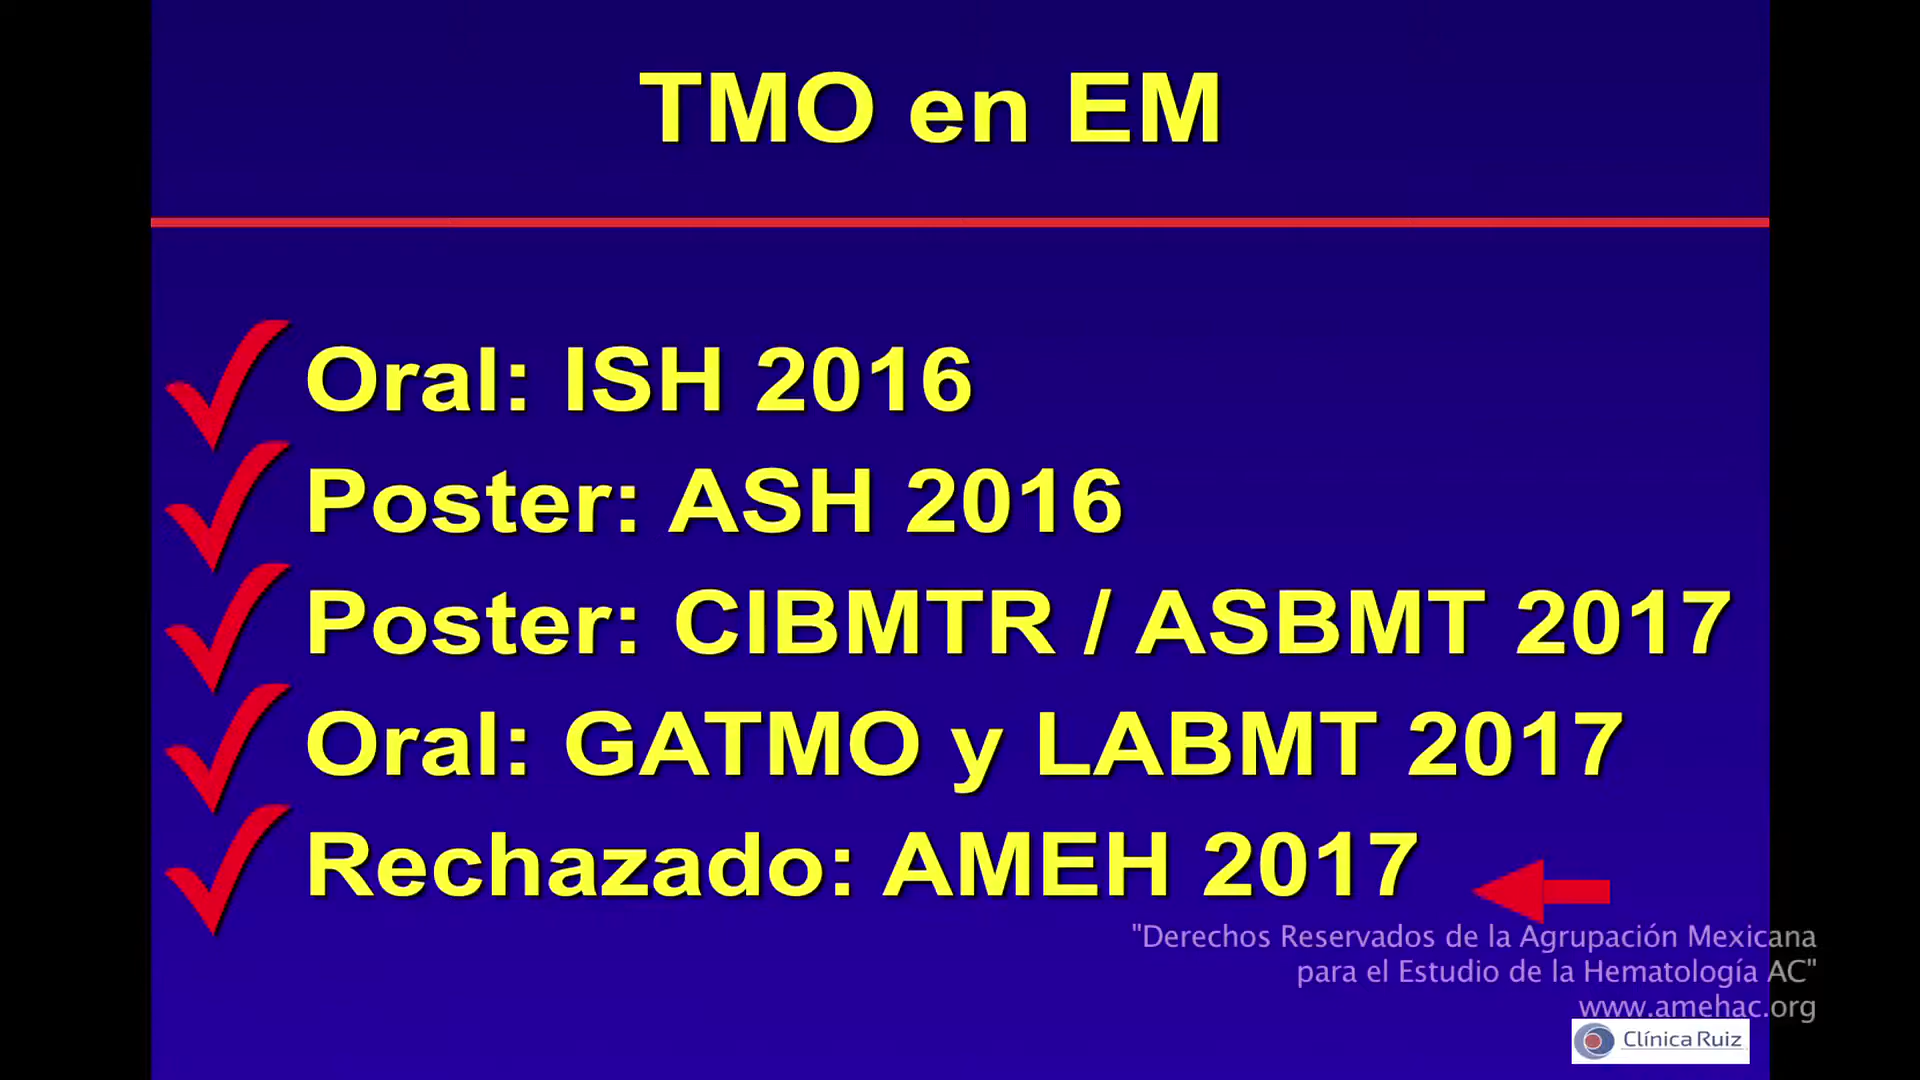 TMO en EM
Oral: ISH 2016
Poster: ASH 2016
Poster: CIBMTR / ASBMT 2017
Oral: GATMO y LABMT 2017
Rechazado: AMEH 2017
"Derechos Reservados de la Agrupación Mexicana
para el Estudio de la Hematología AC"
www.amehac.org
Clínica Ruiz